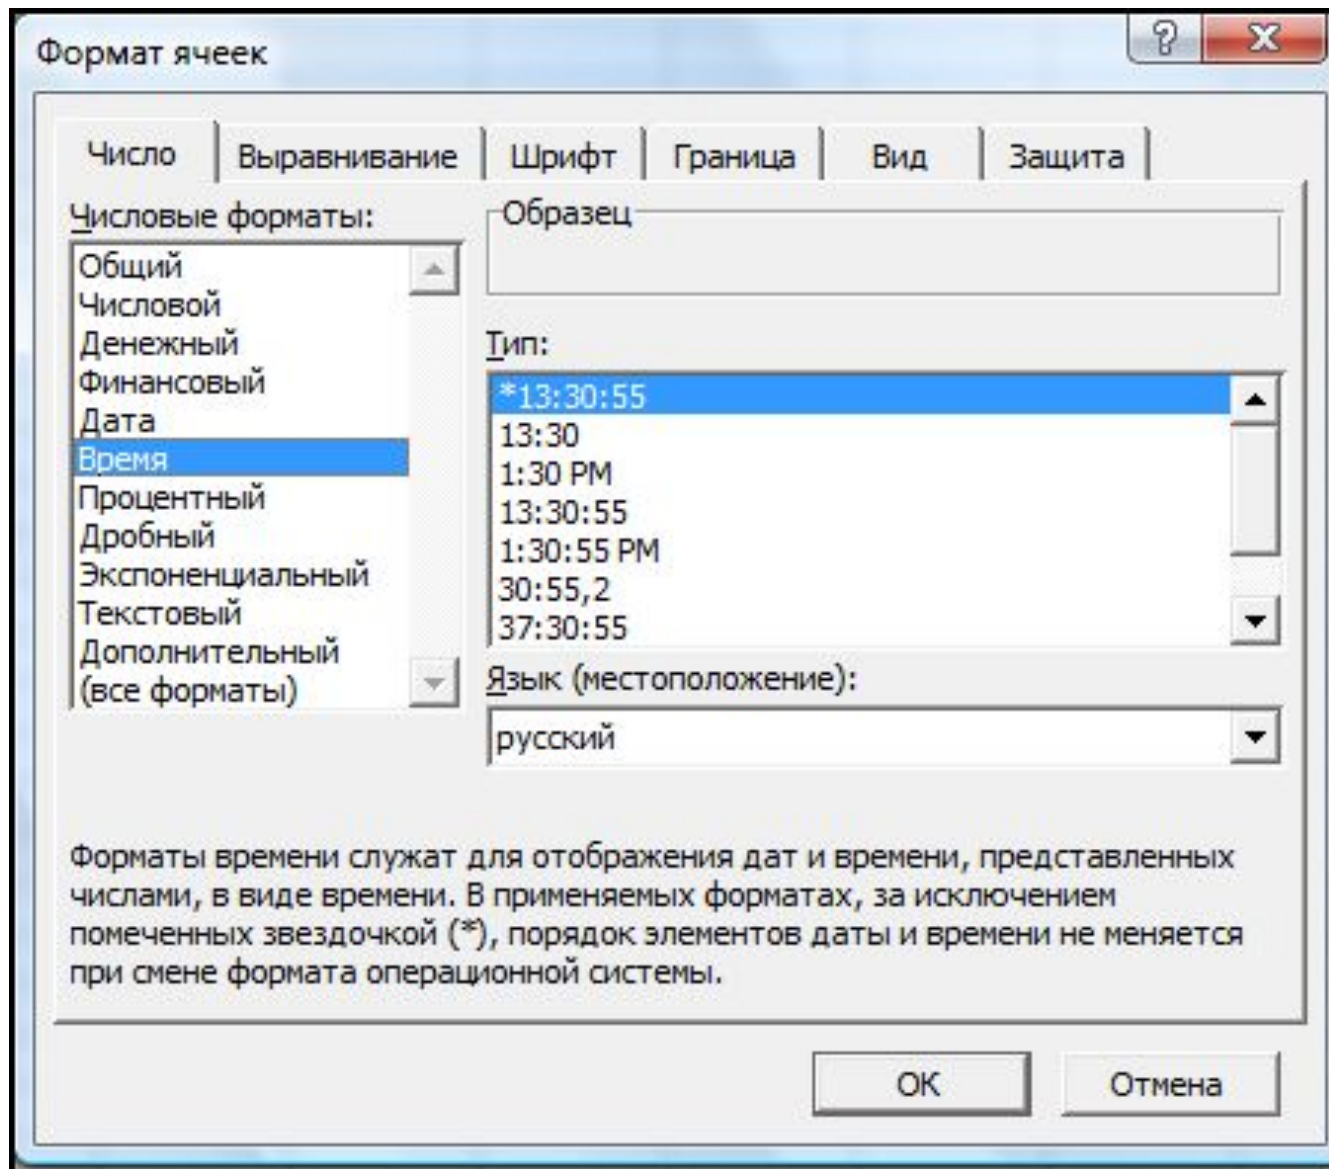 Формат ячеек
Число
Выравнивание
Шрифт
Граница
Вид
Защита
Числовые форматы:
Общий
Числовой
Денежный
Финансовый
Дата
Время
Процентный
Дробный
Экспоненциальный
Текстовый
Дополнительный
(все форматы)
Образец
Тип:
*13:30:55
13:30
1:30 PM
13:30:55
1:30:55 PM
30:55,2
37:30:55
Язык (местоположение):
русский
Форматы времени служат для отображения дат и времени, представленных
числами, в виде времени. В применяемых форматах, за исключением
помеченных звездочкой (*), порядок элементов даты и времени не меняется
при смене формата операционной системы.
ОК
Отмена